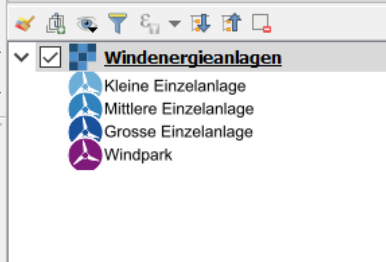 Windenergieanlagen
Kleine Einzelanlage
Mittlere Einzelanlage
Grosse Einzelanlage
Windpark